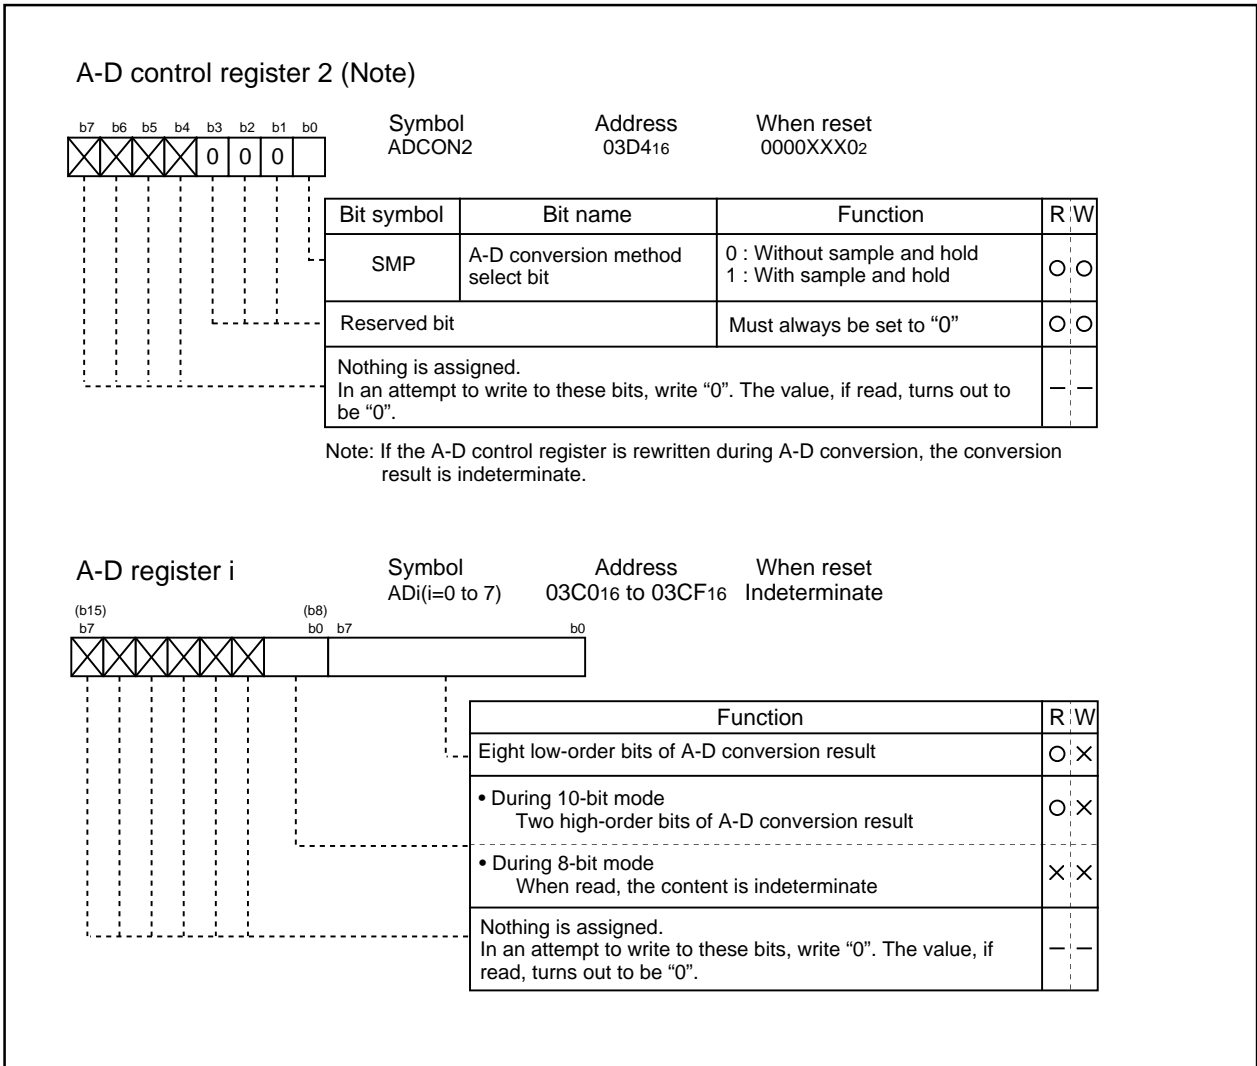 A-D control register 2 (Note)
b7 b6 b5 b4 b3 b2 b1 b0
0 0 0
Symbol Address When reset
ADCON2 03D416 0000XXX02
Bit symbol Bit name Function R W
SMP A-D conversion method select bit 0 : Without sample and hold
1 : With sample and hold
Reserved bit Must always be set to “0”
Nothing is assigned.
In an attempt to write to these bits, write “0”. The value, if read, turns out to
be “0”.
Note: If the A-D control register is rewritten during A-D conversion, the conversion
result is indeterminate.
A-D register i
Symbol Address When reset
ADi(i=0 to 7) 03C016 to 03CF16 Indeterminate
(b15) (b8)
b7 b0 b7 b0
Function R W
Eight low-order bits of A-D conversion result
• During 10-bit mode
Two high-order bits of A-D conversion result
• During 8-bit mode
When read, the content is indeterminate
Nothing is assigned.
In an attempt to write to these bits, write “0”. The value, if
read, turns out to be “0”.